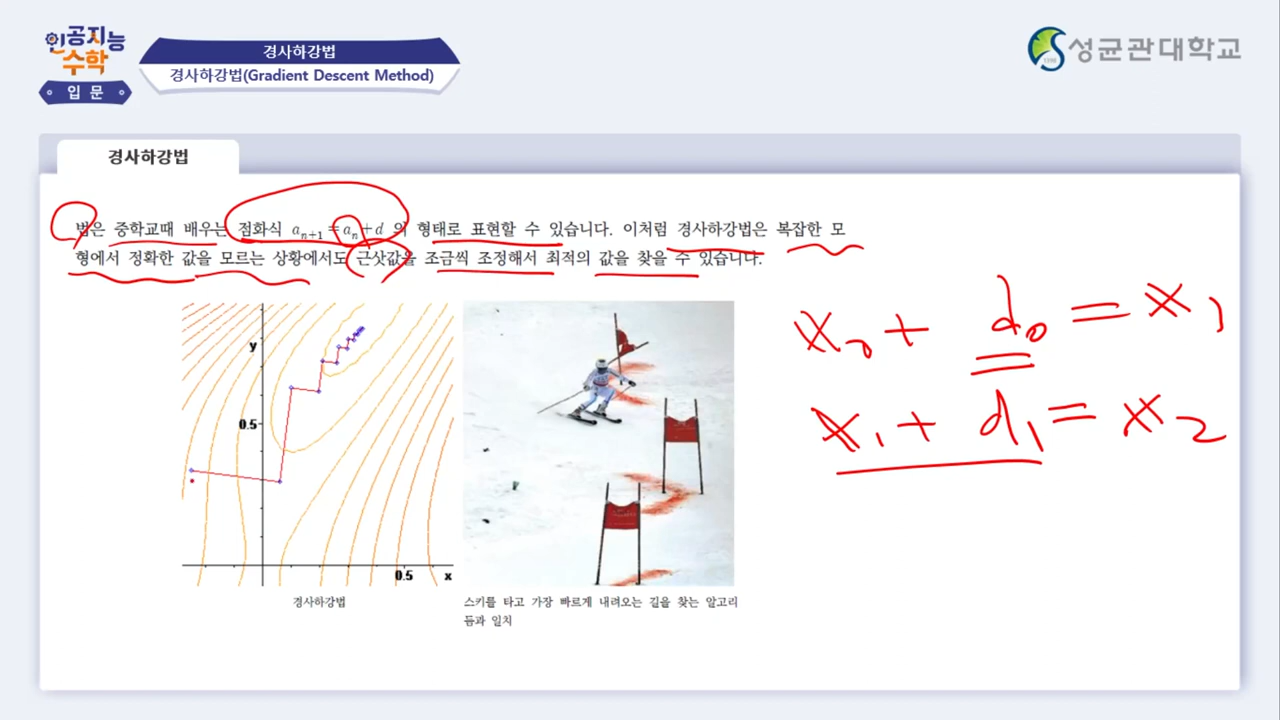 인공지능
수학
입문
경사하강법
경사하강법(Gradient Descent Method)
성균관대학교
경사하강법
법은 중학교때 배우는 점화식 aₙ₊₁ = aₙ + d 의 형태로 표현할 수 있습니다. 이처럼 경사하강법은 복잡한 모
형에서 정확한 값을 모르는 상황에서도 근삿값을 조금씩 조정해서 최적의 값을 찾을 수 있습니다.
x₀ + d₀ = x₁
x₁ + d₁ = x₂
y
0.5
0.5 x
경사하강법
스키를 타고 가장 빠르게 내려오는 길을 찾는 알고리
듬과 일치